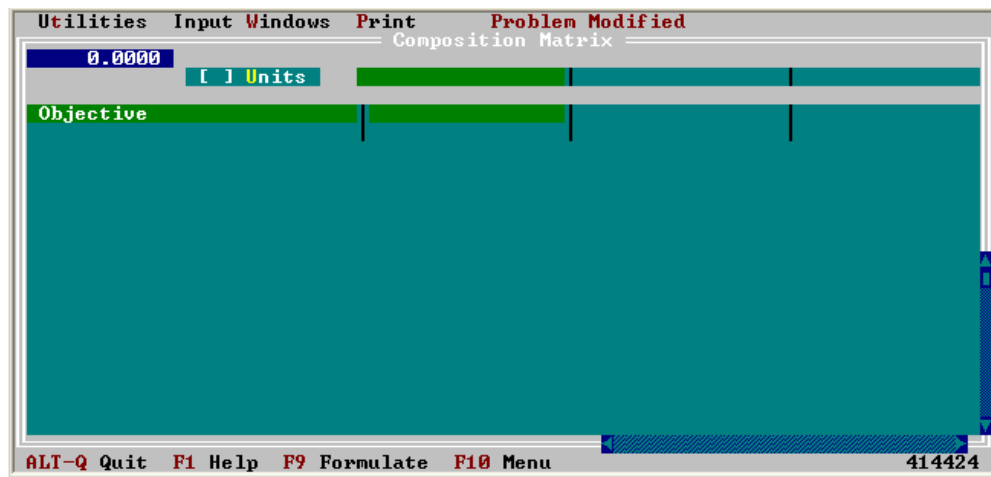 Utilities Input Windows Print Problem Modified
Composition Matrix
0.0000
[ ] Units
Objective
ALT-Q Quit F1 Help F9 Formulate F10 Menu 414424